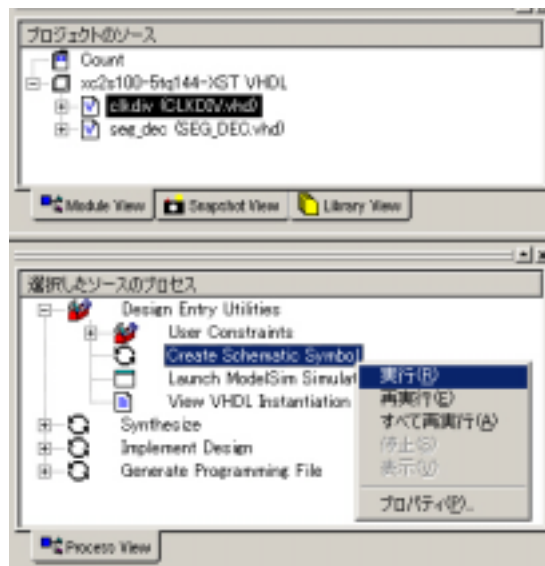 プロジェクトのソース
Count
xc2s100-5tq144-XST VHDL
clkdiv (CLKDIV.vhd)
seg_dec (SEG_DEC.vhd)
Module View Snapshot View Library View
選択したソースのプロセス
Design Entry Utilities
User Constraints
Create Schematic Symbol
Launch ModelSim Simulat
View VHDL Instantiation
Synthesize
Implement Design
Generate Programming File
実行(R)
再実行(E)
すべて再実行(A)
停止(S)
表示(V)
プロパティ(P)...
Process View